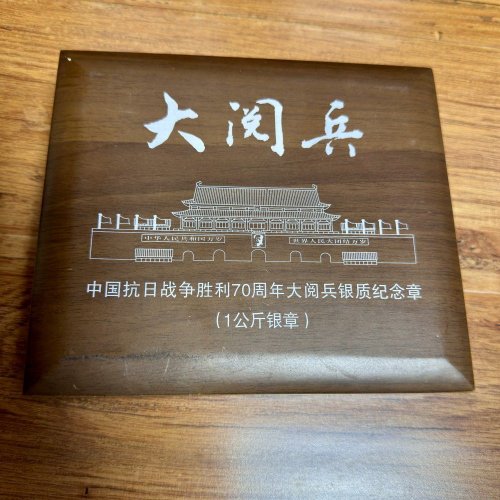 大阅兵
中华人民共和国万岁
世界人民大团结万岁
中国抗日战争胜利70周年大阅兵银质纪念章
（1公斤银章）